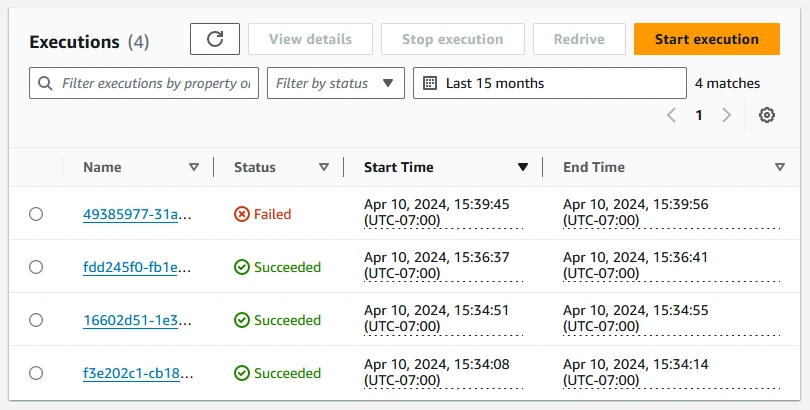 Executions (4) View details Stop execution Redrive Start execution
Filter executions by property o Filter by status Last 15 months 4 matches
1
Name Status Start Time End Time
49385977-31a... Failed Apr 10, 2024, 15:39:45 (UTC-07:00) Apr 10, 2024, 15:39:56 (UTC-07:00)
fdd245f0-fb1e... Succeeded Apr 10, 2024, 15:36:37 (UTC-07:00) Apr 10, 2024, 15:36:41 (UTC-07:00)
16602d51-1e3... Succeeded Apr 10, 2024, 15:34:51 (UTC-07:00) Apr 10, 2024, 15:34:55 (UTC-07:00)
f3e202c1-cb18... Succeeded Apr 10, 2024, 15:34:08 (UTC-07:00) Apr 10, 2024, 15:34:14 (UTC-07:00)